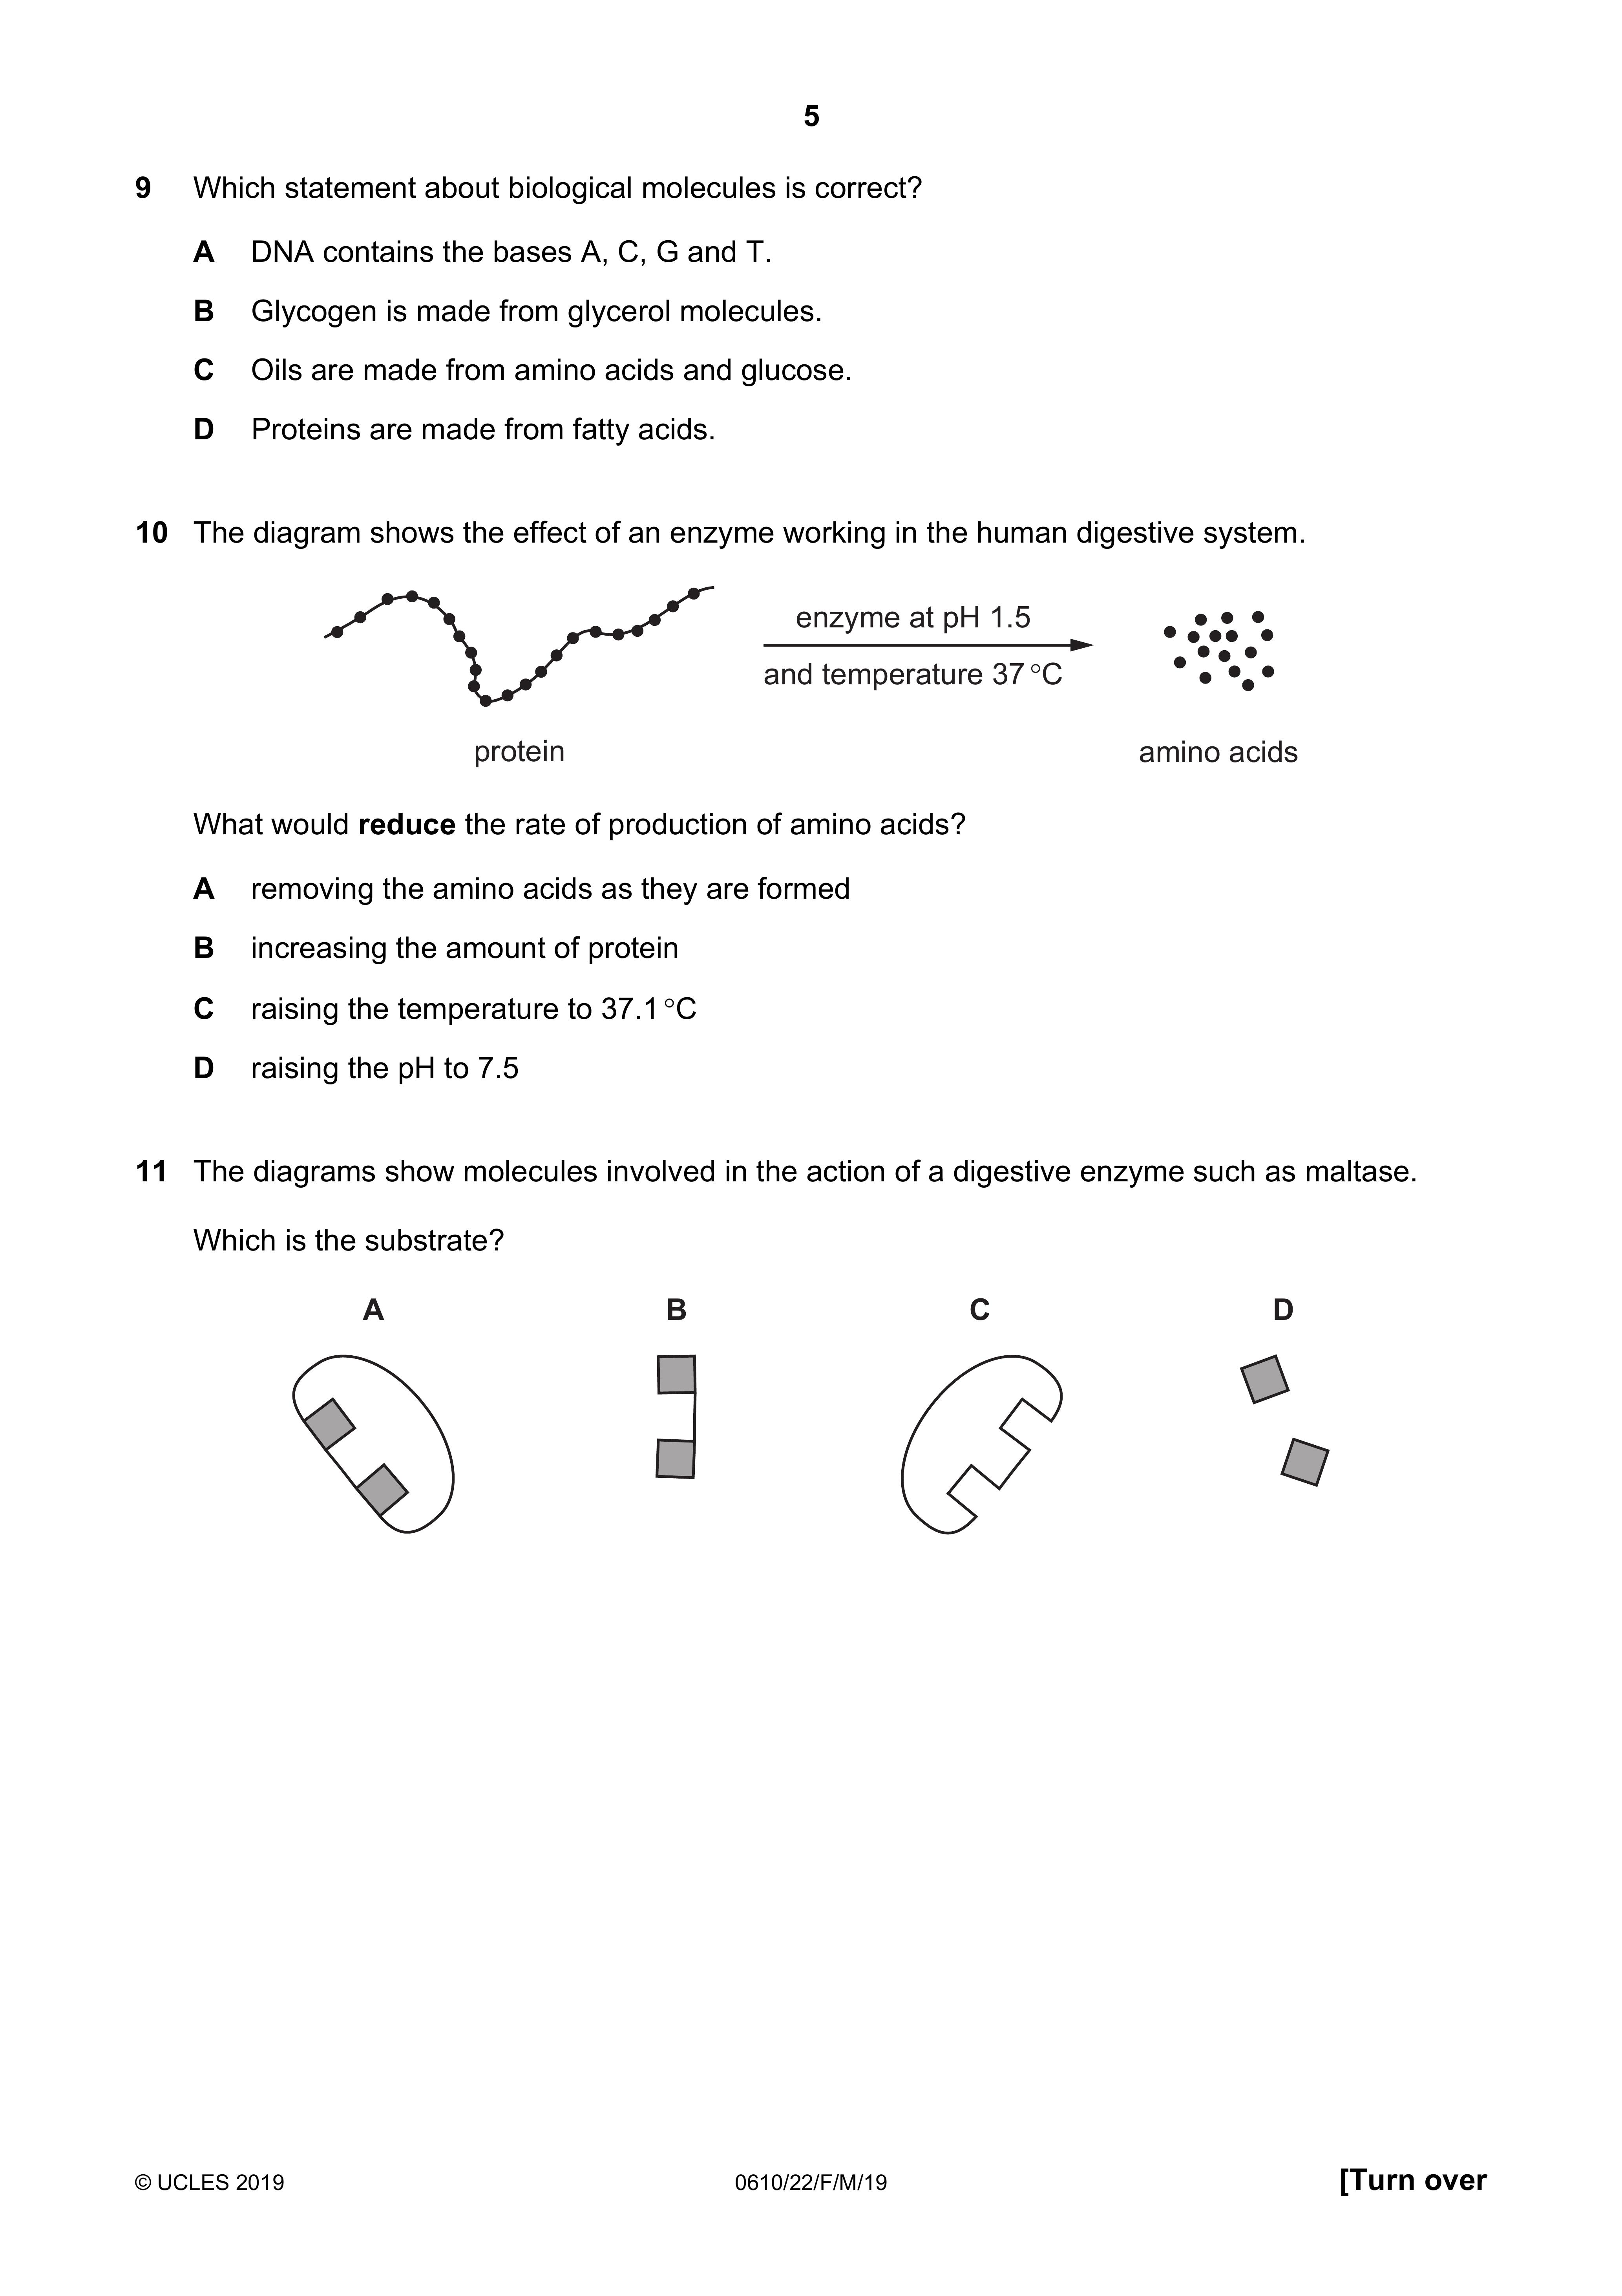 5
9 Which statement about biological molecules is correct?
A DNA contains the bases A, C, G and T.
B Glycogen is made from glycerol molecules.
C Oils are made from amino acids and glucose.
D Proteins are made from fatty acids.
10 The diagram shows the effect of an enzyme working in the human digestive system.
enzyme at pH 1.5
and temperature 37 °C
protein
amino acids
What would reduce the rate of production of amino acids?
A removing the amino acids as they are formed
B increasing the amount of protein
C raising the temperature to 37.1 °C
D raising the pH to 7.5
11 The diagrams show molecules involved in the action of a digestive enzyme such as maltase.
Which is the substrate?
A B C D
© UCLES 2019 0610/22/F/M/19 [Turn over